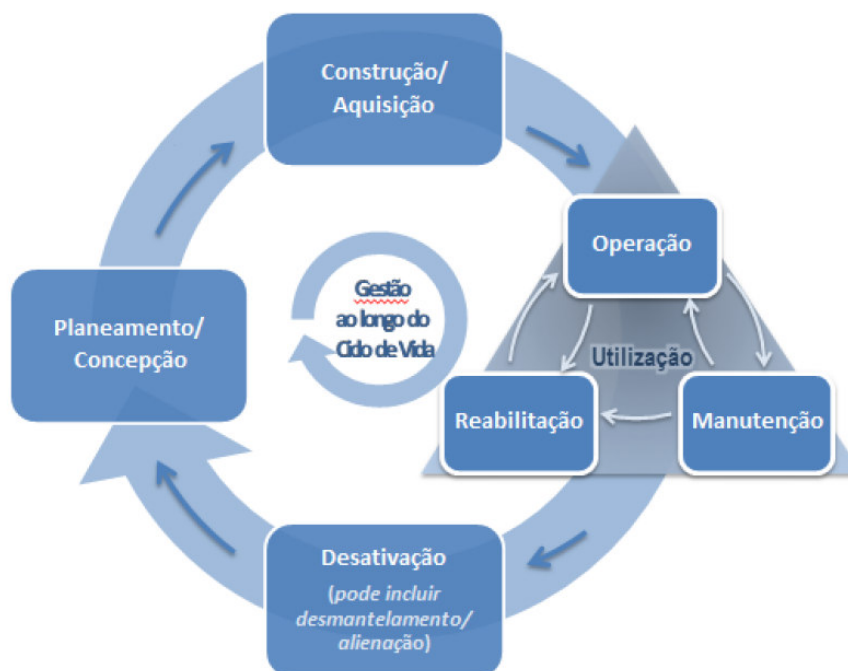 Construção/
Aquisição
Operação
Utilização
Reabilitação
Manutenção
Desativação
(pode incluir
desmantelamento/
alienação)
Planeamento/
Concepção
Gestão
ao longo do
Ciclo de Vida